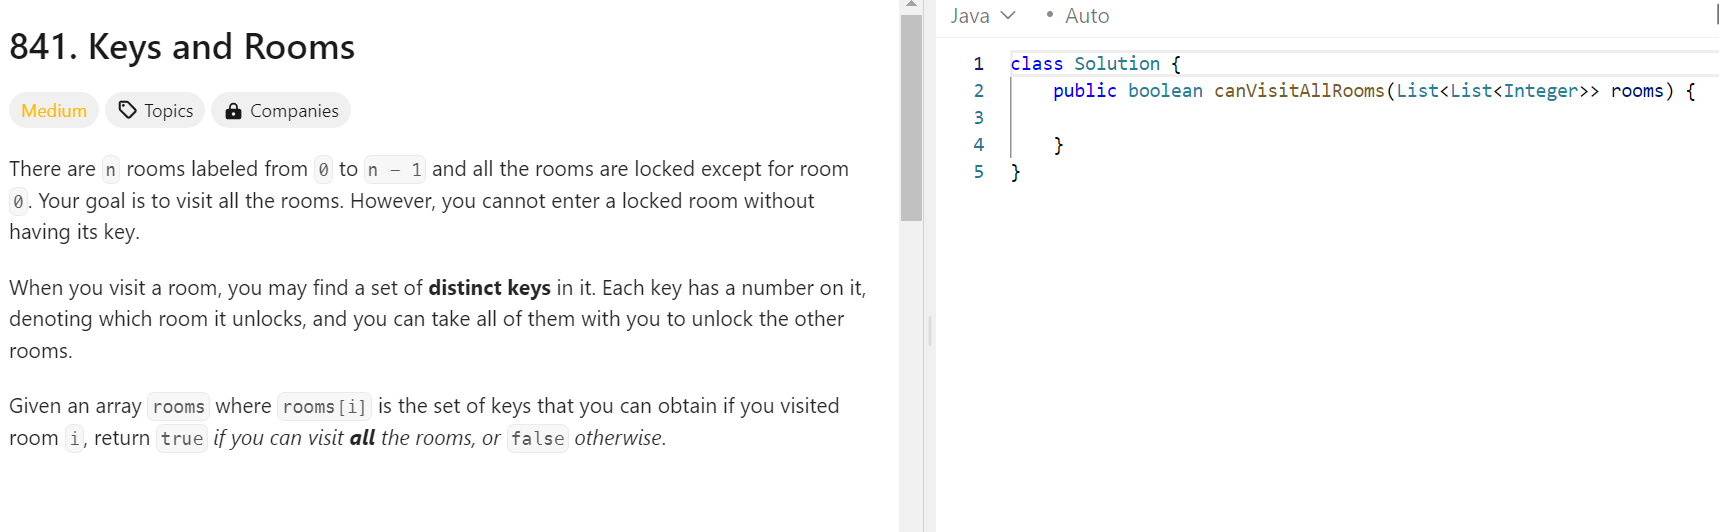 841. Keys and Rooms
Medium Topics Companies
There are n rooms labeled from 0 to n - 1 and all the rooms are locked except for room
0. Your goal is to visit all the rooms. However, you cannot enter a locked room without
having its key.
When you visit a room, you may find a set of distinct keys in it. Each key has a number on it,
denoting which room it unlocks, and you can take all of them with you to unlock the other
rooms.
Given an array rooms where rooms[i] is the set of keys that you can obtain if you visited
room i, return true if you can visit all the rooms, or false otherwise.
Java • Auto
1 class Solution {
2     public boolean canVisitAllRooms(List<List<Integer>> rooms) {
3
4     }
5 }